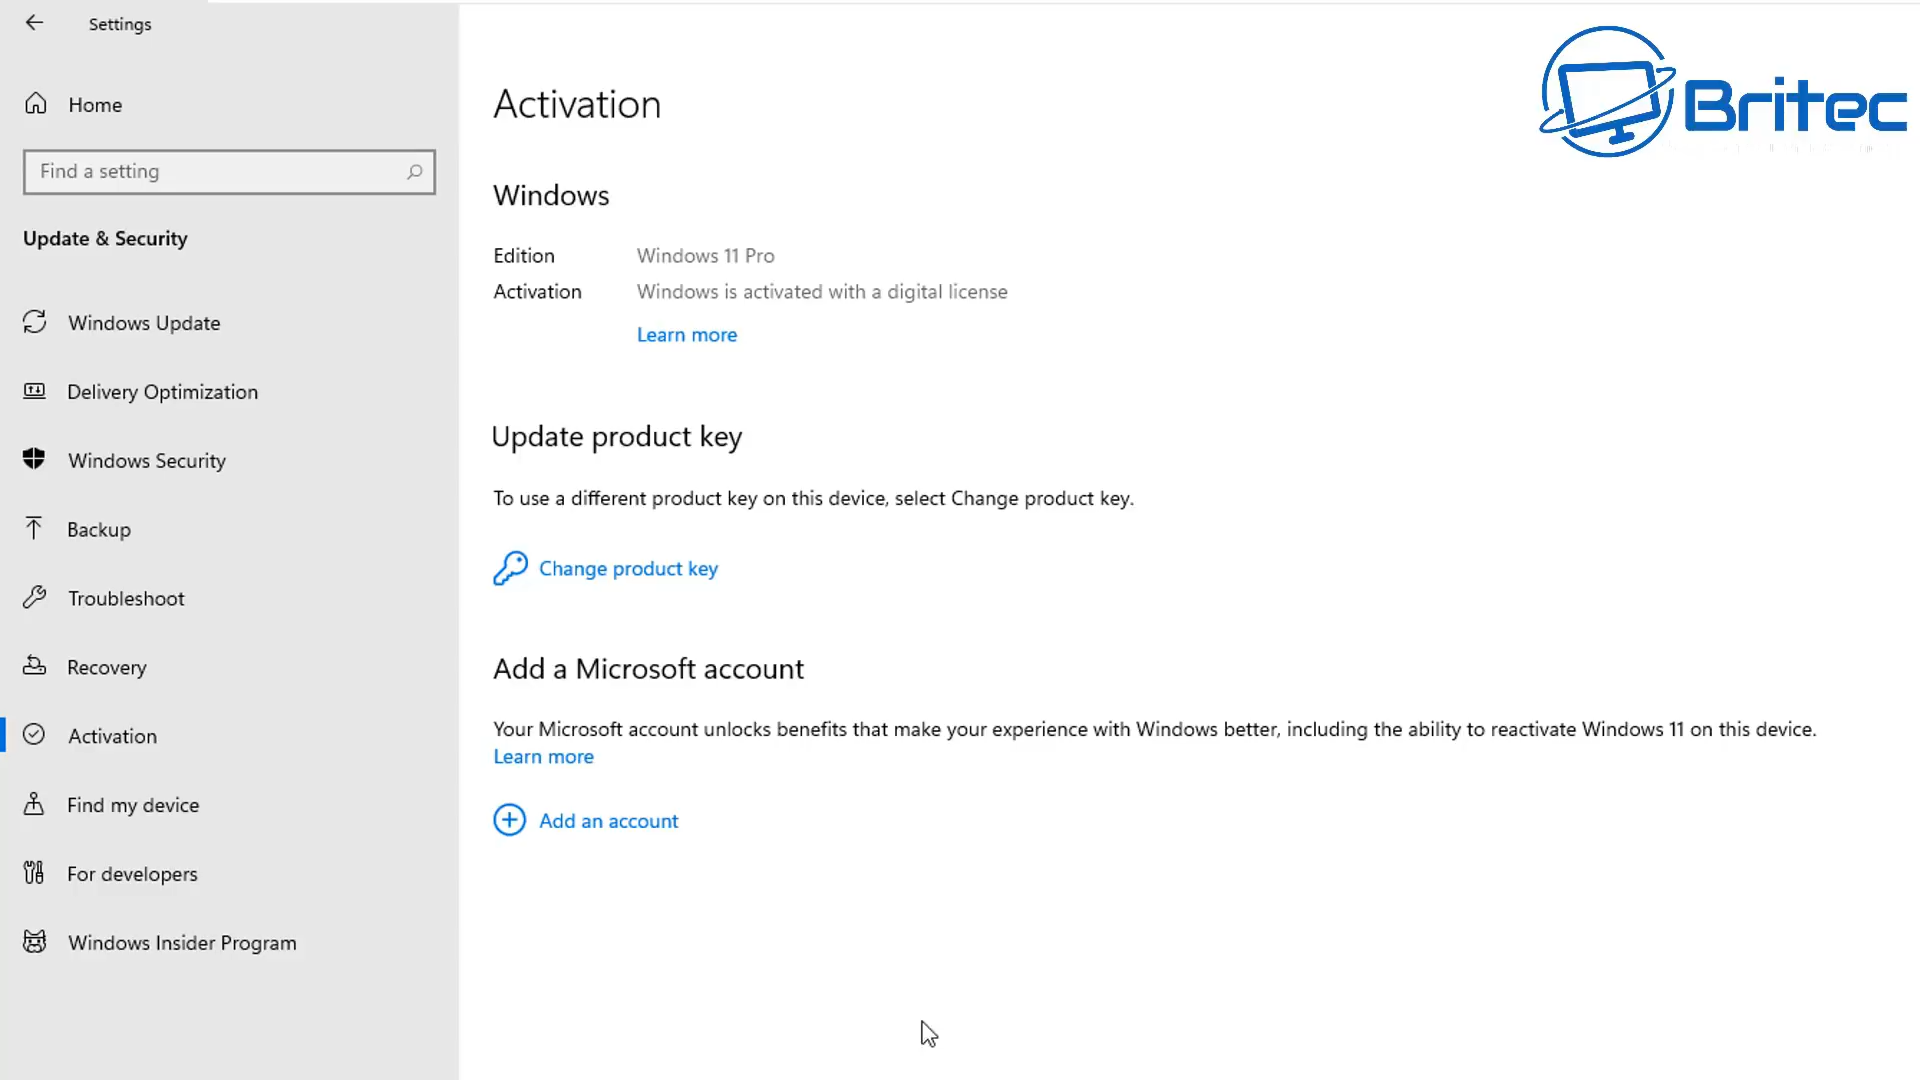 Settings
Home
Find a setting
Update & Security
Windows Update
Delivery Optimization
Windows Security
Backup
Troubleshoot
Recovery
Activation
Find my device
For developers
Windows Insider Program
Activation
Windows
Edition Windows 11 Pro
Activation Windows is activated with a digital license
Learn more
Update product key
To use a different product key on this device, select Change product key.
Change product key
Add a Microsoft account
Your Microsoft account unlocks benefits that make your experience with Windows better, including the ability to reactivate Windows 11 on this device.
Learn more
Add an account
Britec